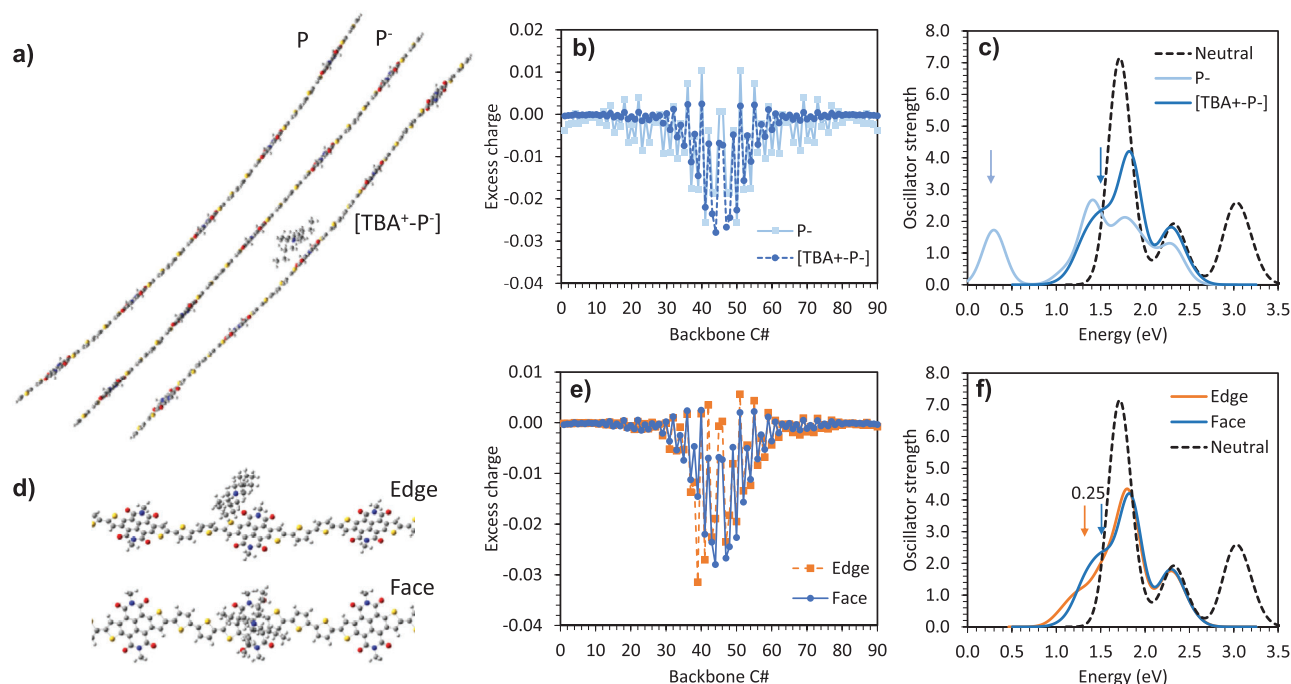 a)
P
P-
[TBA+-P-]
b)
0.02
0.01
0.00
-0.01
-0.02
-0.03
-0.04
Excess charge
P-
[TBA+-P-]
0 10 20 30 40 50 60 70 80 90
Backbone C#
c)
8.0
7.0
6.0
5.0
4.0
3.0
2.0
1.0
0.0
Oscillator strength
Neutral
P-
[TBA+-P-]
0.0 0.5 1.0 1.5 2.0 2.5 3.0 3.5
Energy (eV)
d)
Edge
Face
e)
0.01
0.00
-0.01
-0.02
-0.03
-0.04
Excess charge
Edge
Face
0 10 20 30 40 50 60 70 80 90
Backbone C#
f)
8.0
7.0
6.0
5.0
4.0
3.0
2.0
1.0
0.0
Oscillator strength
Edge
Face
Neutral
0.25
0.0 0.5 1.0 1.5 2.0 2.5 3.0 3.5
Energy (eV)